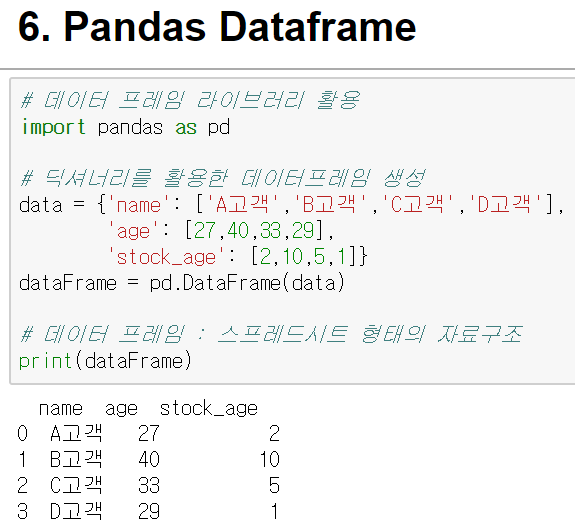 6. Pandas Dataframe
# 데이터 프레임 라이브러리 활용
import pandas as pd
# 딕셔너리를 활용한 데이터프레임 생성
data = {'name': ['A고객','B고객','C고객','D고객'],
'age': [27,40,33,29],
'stock_age': [2,10,5,1]}
dataFrame = pd.DataFrame(data)
# 데이터 프레임 : 스프레드시트 형태의 자료구조
print(dataFrame)
name age stock_age
0 A고객 27 2
1 B고객 40 10
2 C고객 33 5
3 D고객 29 1